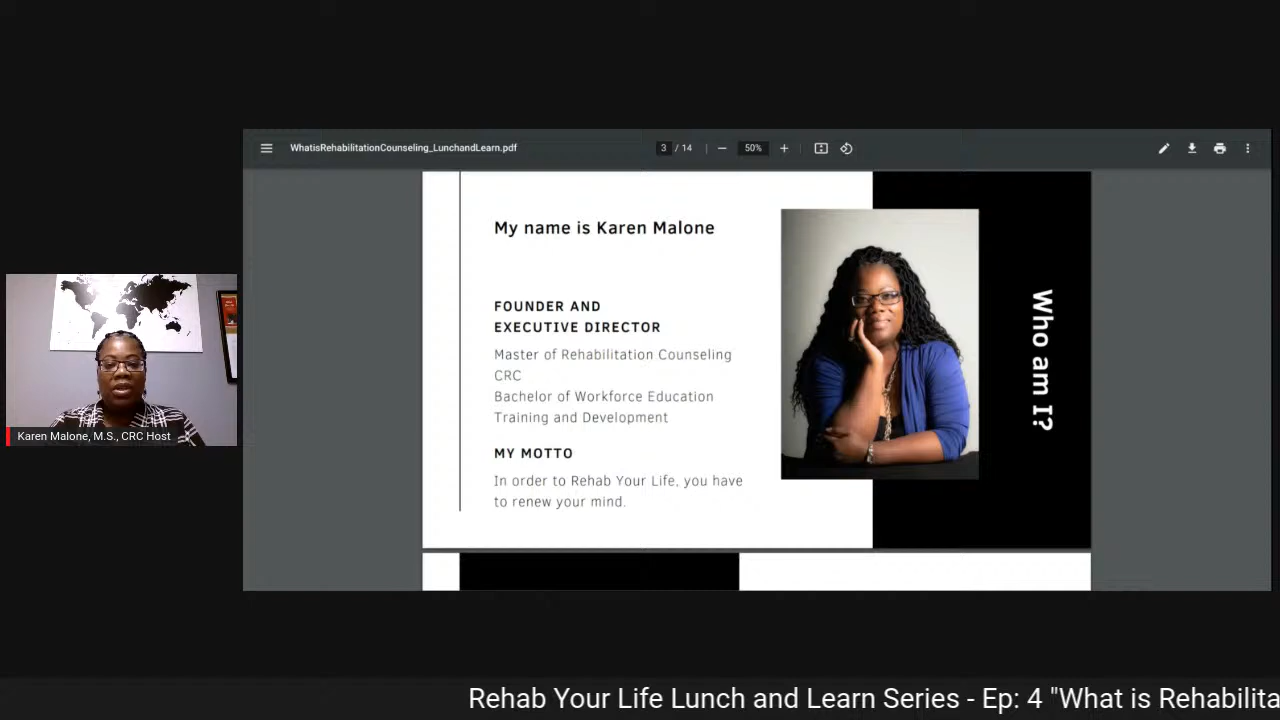 WhatisRehabilitationCounseling_LunchandLearn.pdf
3 / 14
50%
My name is Karen Malone
FOUNDER AND
EXECUTIVE DIRECTOR
Master of Rehabilitation Counseling
CRC
Bachelor of Workforce Education
Training and Development
MY MOTTO
In order to Rehab Your Life, you have
to renew your mind.
Who am I?
Karen Malone, M.S., CRC Host
Rehab Your Life Lunch and Learn Series - Ep: 4 "What is Rehabilita